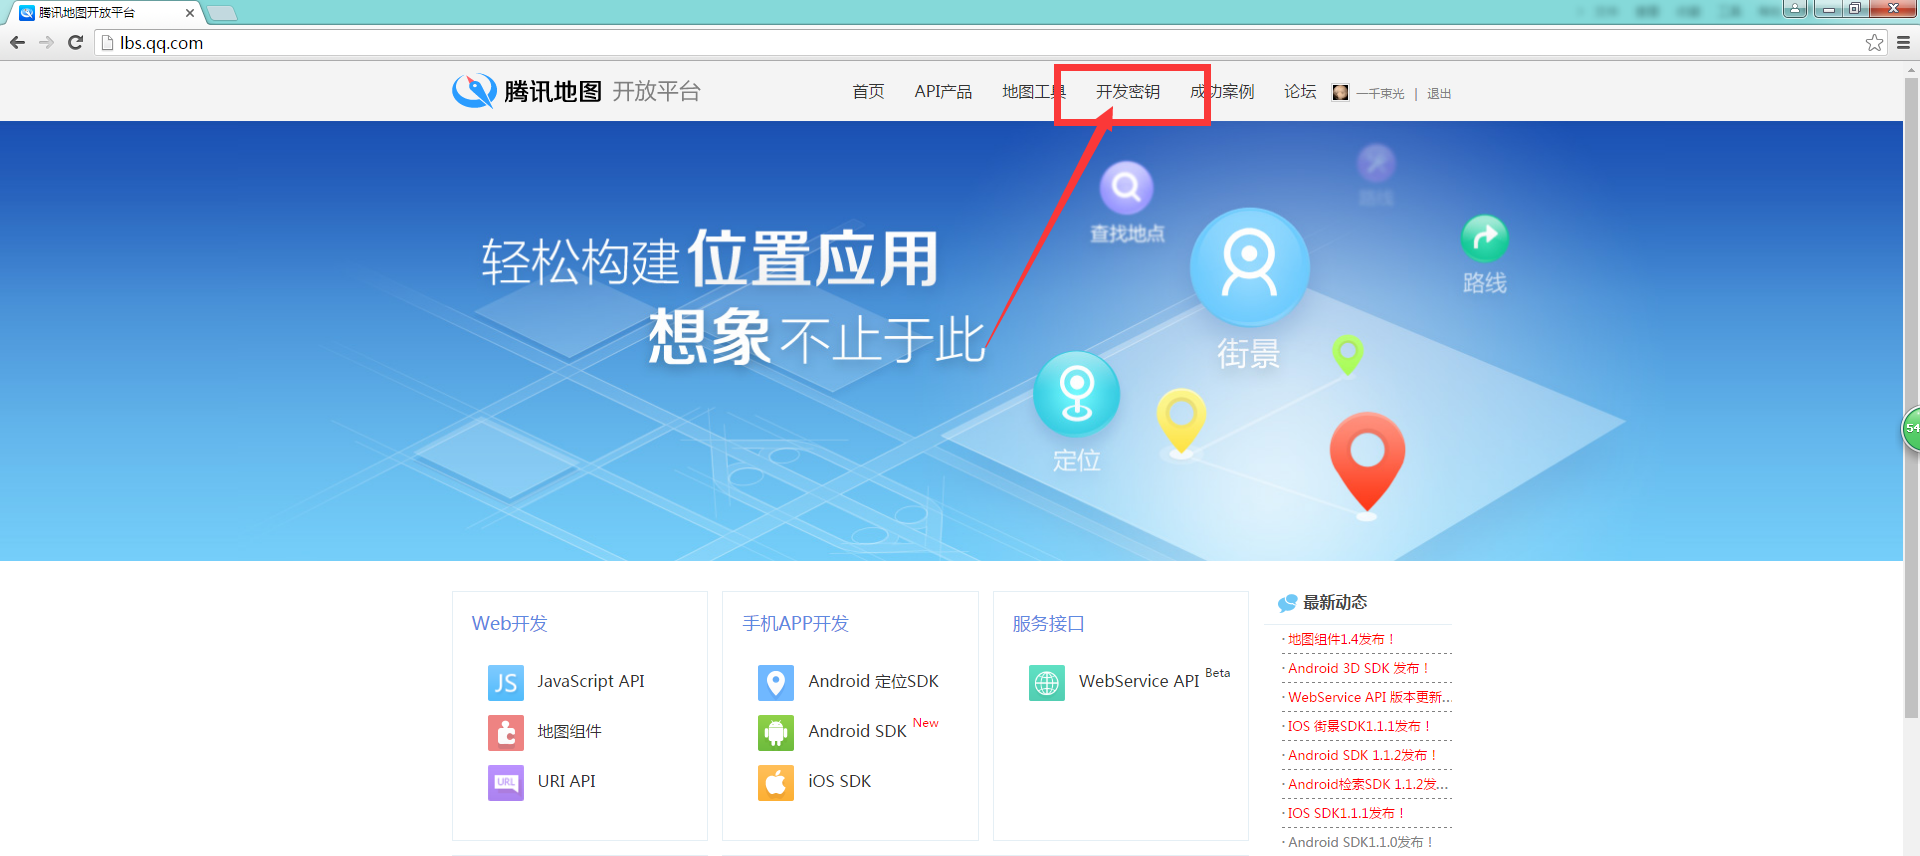 腾讯地图开放平台
lbs.qq.com
腾讯地图 开放平台
首页 API产品 地图工具 开发密钥 成功案例 论坛 一千束光 | 退出
查找地点
路线
轻松构建位置应用
想象不止于此
街景
定位
54
Web开发
JavaScript API
地图组件
URL
URI API
手机APP开发
Android 定位SDK
Android SDK New
iOS SDK
服务接口
WebService API Beta
最新动态
· 地图组件1.4发布！
· Android 3D SDK 发布！
· WebService API 版本更新...
· IOS 街景SDK1.1.1发布！
· Android SDK 1.1.2发布！
· Android检索SDK 1.1.2发...
· IOS SDK1.1.1发布！
· Android SDK1.1.0发布！